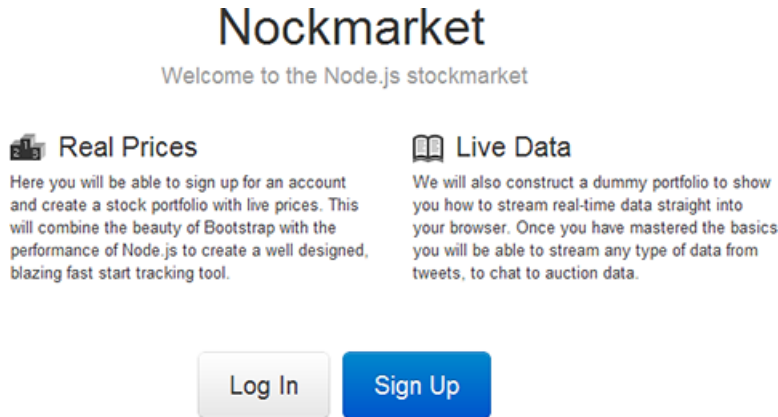 Nockmarket
Welcome to the Node.js stockmarket
Real Prices
Here you will be able to sign up for an account
and create a stock portfolio with live prices. This
will combine the beauty of Bootstrap with the
performance of Node.js to create a well designed,
blazing fast start tracking tool.
Live Data
We will also construct a dummy portfolio to show
you how to stream real-time data straight into
your browser. Once you have mastered the basics
you will be able to stream any type of data from
tweets, to chat to auction data.
Log In
Sign Up